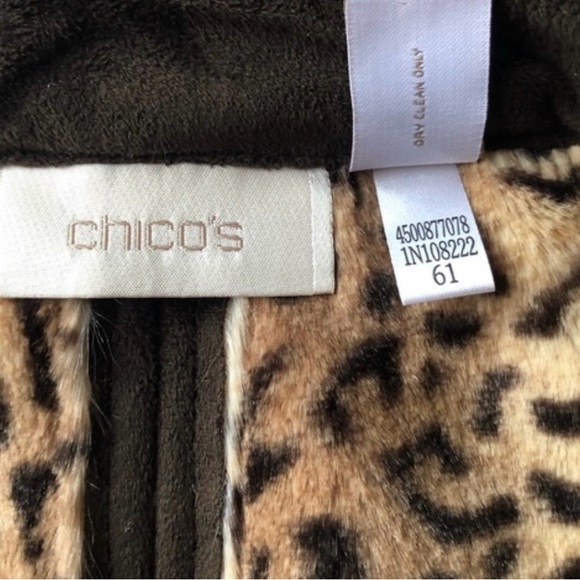 DRY CLEAN ONLY
chico's
4500877078
1N108222
61